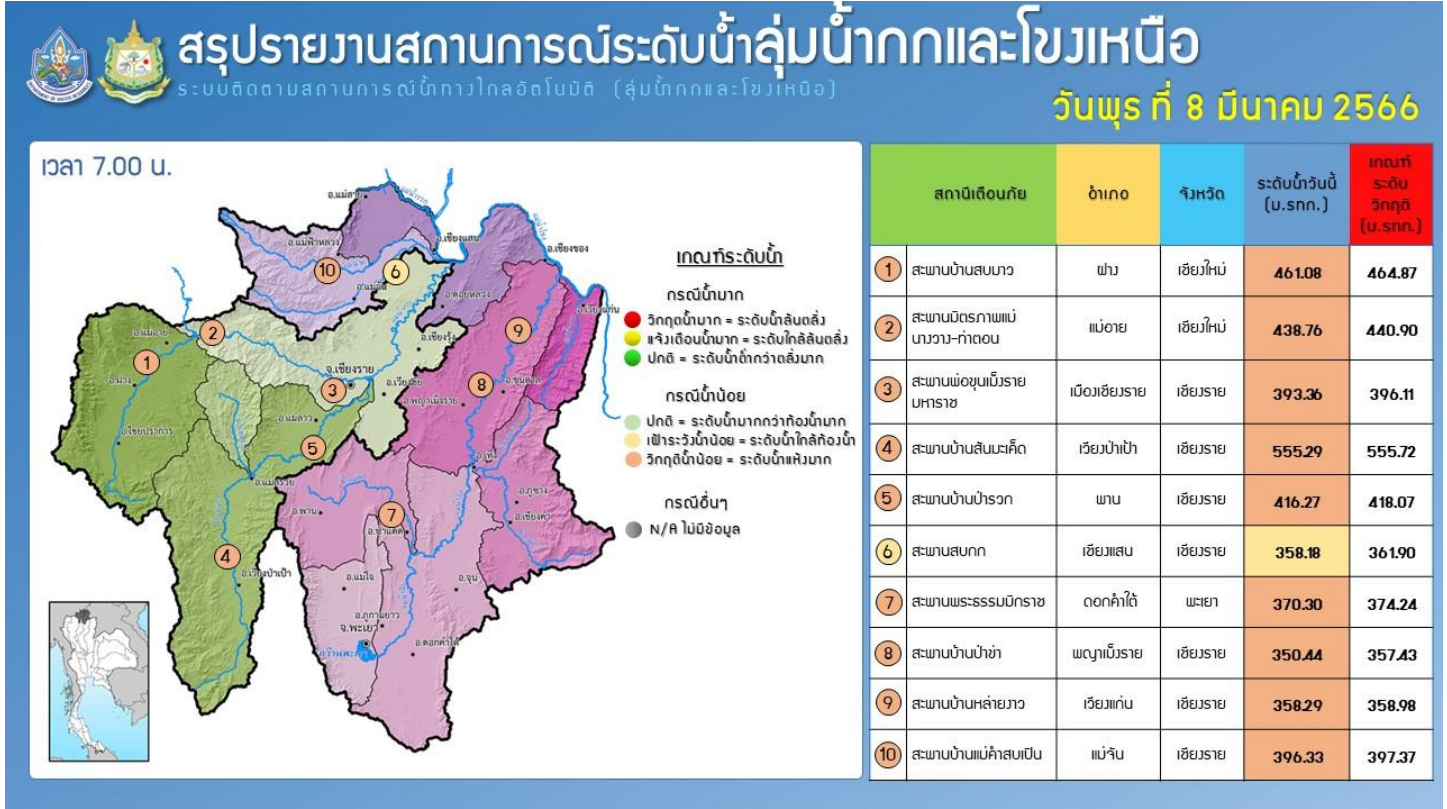 สรุปรายงานสถานการณ์ระดับน้ำลุ่มน้ำกกและโขงเหนือ
ระบบติดตามสถานการณ์น้ำทางไกลอัตโนมัติ (ลุ่มน้ำกกและโขงเหนือ)
วันพุธ ที่ 8 มีนาคม 2566
เวลา 7.00 น.
อ.แม่สาย
อ.แม่ฟ้าหลวง
อ.เชียงแสน
อ.เชียงของ
10
6
อ.แม่จัน
อ.ดอยหลวง
อ.เวียงแก่น
อ.แม่อาย
2
9
อ.เชียงรุ้ง
1
จ.เชียงราย
อ.ฝาง
3
อ.เวียงชัย
8
อ.ขุนตาล
อ.พญาเม็งราย
อ.แม่ลาว
อ.ไชยปราการ
5
อ.เทิง
อ.แม่สรวย
อ.ภูซาง
อ.พาน
7
อ.เชียงคำ
อ.ป่าแดด
4
อ.เวียงป่าเป้า
อ.แม่ใจ
อ.จุน
อ.ภูกามยาว
จ.พะเยา
อ.ดอกคำใต้
กว๊านพะเยา
เกณฑ์ระดับน้ำ
กรณีน้ำมาก
วิกฤตน้ำมาก = ระดับน้ำล้นตลิ่ง
แจ้งเตือนน้ำมาก = ระดับใกล้ล้นตลิ่ง
ปกติ = ระดับน้ำต่ำกว่าตลิ่งมาก
กรณีน้ำน้อย
ปกติ = ระดับน้ำมากกว่าท้องน้ำมาก
เฝ้าระวังน้ำน้อย = ระดับน้ำใกล้ท้องน้ำ
วิกฤติน้ำน้อย = ระดับน้ำแห้งมาก
กรณีอื่นๆ
N/A ไม่มีข้อมูล
สถานีเตือนภัย อำเภอ จังหวัด ระดับน้ำวันนี้ (ม.รทก.) เกณฑ์ระดับวิกฤติ (ม.รทก.)
1 สะพานบ้านสบมาว ฝาง เชียงใหม่ 461.08 464.87
2 สะพานมิตรภาพแม่นางวาง-ท่าตอน แม่อาย เชียงใหม่ 438.76 440.90
3 สะพานพ่อขุนเม็งรายมหาราช เมืองเชียงราย เชียงราย 393.36 396.11
4 สะพานบ้านสันมะเค็ด เวียงป่าเป้า เชียงราย 555.29 555.72
5 สะพานบ้านป่ารวก พาน เชียงราย 416.27 418.07
6 สะพานสบกก เชียงแสน เชียงราย 358.18 361.90
7 สะพานพระธรรมมิกราช ดอกคำใต้ พะเยา 370.30 374.24
8 สะพานบ้านป่าข่า พญาเม็งราย เชียงราย 350.44 357.43
9 สะพานบ้านหล่ายงาว เวียงแก่น เชียงราย 358.29 358.98
10 สะพานบ้านแม่คำสบเปิน แม่จัน เชียงราย 396.33 397.37